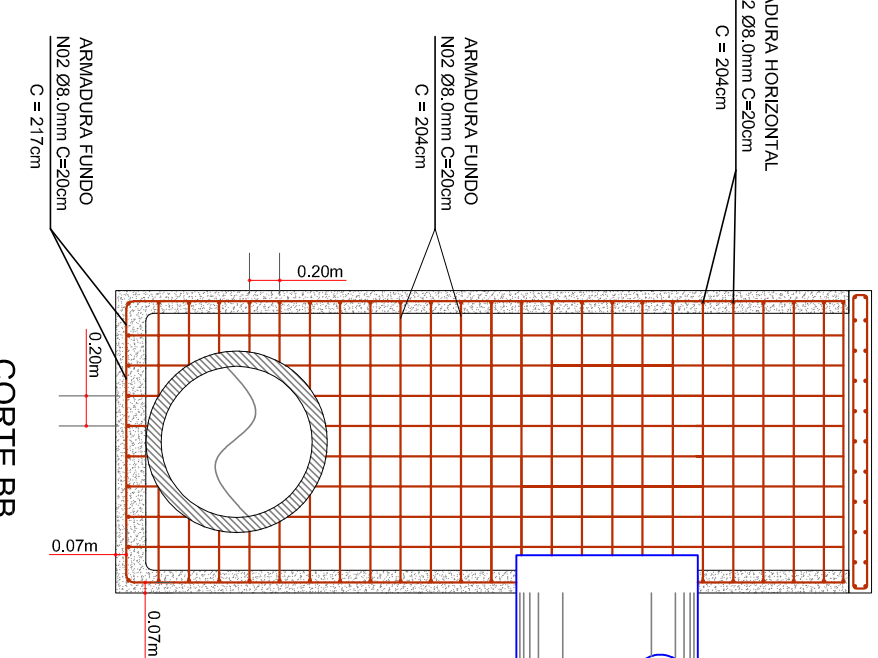 ARMADURA FUNDO
N02 Ø8.0mm C=20cm
C = 217cm
ARMADURA FUNDO
N02 Ø8.0mm C=20cm
C = 204cm
HORIZONTAL
Ø8.0mm C=20cm
C = 204cm
0.20m
0.20m
0.07m
0.07m
CORTE BB